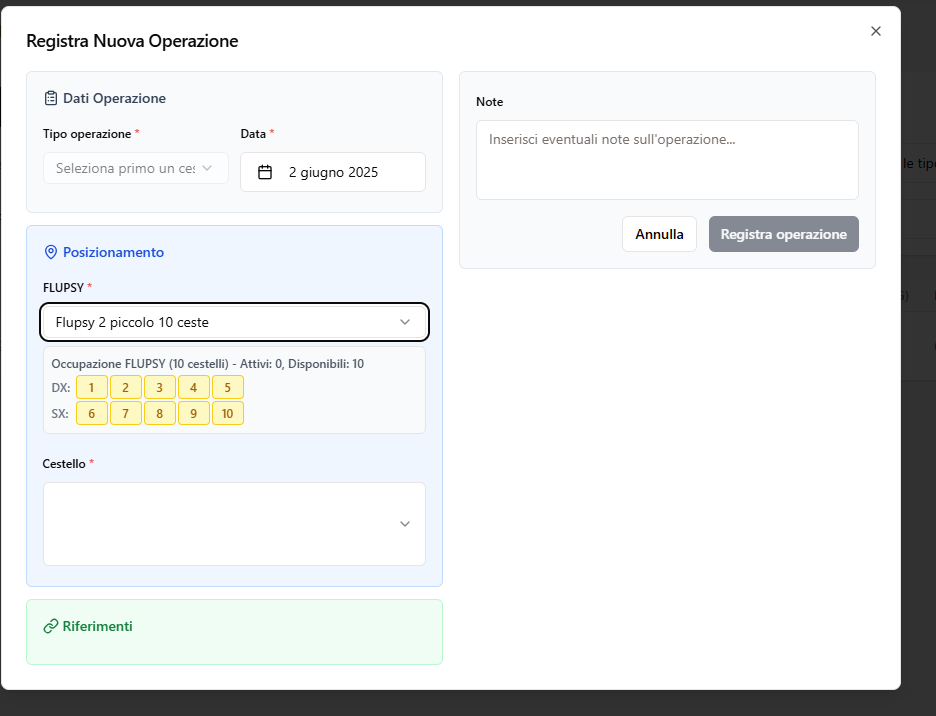 Registra Nuova Operazione
Dati Operazione
Tipo operazione *
Data *
Seleziona primo un ces
2 giugno 2025
Posizionamento
FLUPSY *
Flupsy 2 piccolo 10 ceste
Occupazione FLUPSY (10 cestelli) - Attivi: 0, Disponibili: 10
DX: 1 2 3 4 5
SX: 6 7 8 9 10
Cestello *
Riferimenti
Note
Inserisci eventuali note sull'operazione...
Annulla
Registra operazione
le tipo